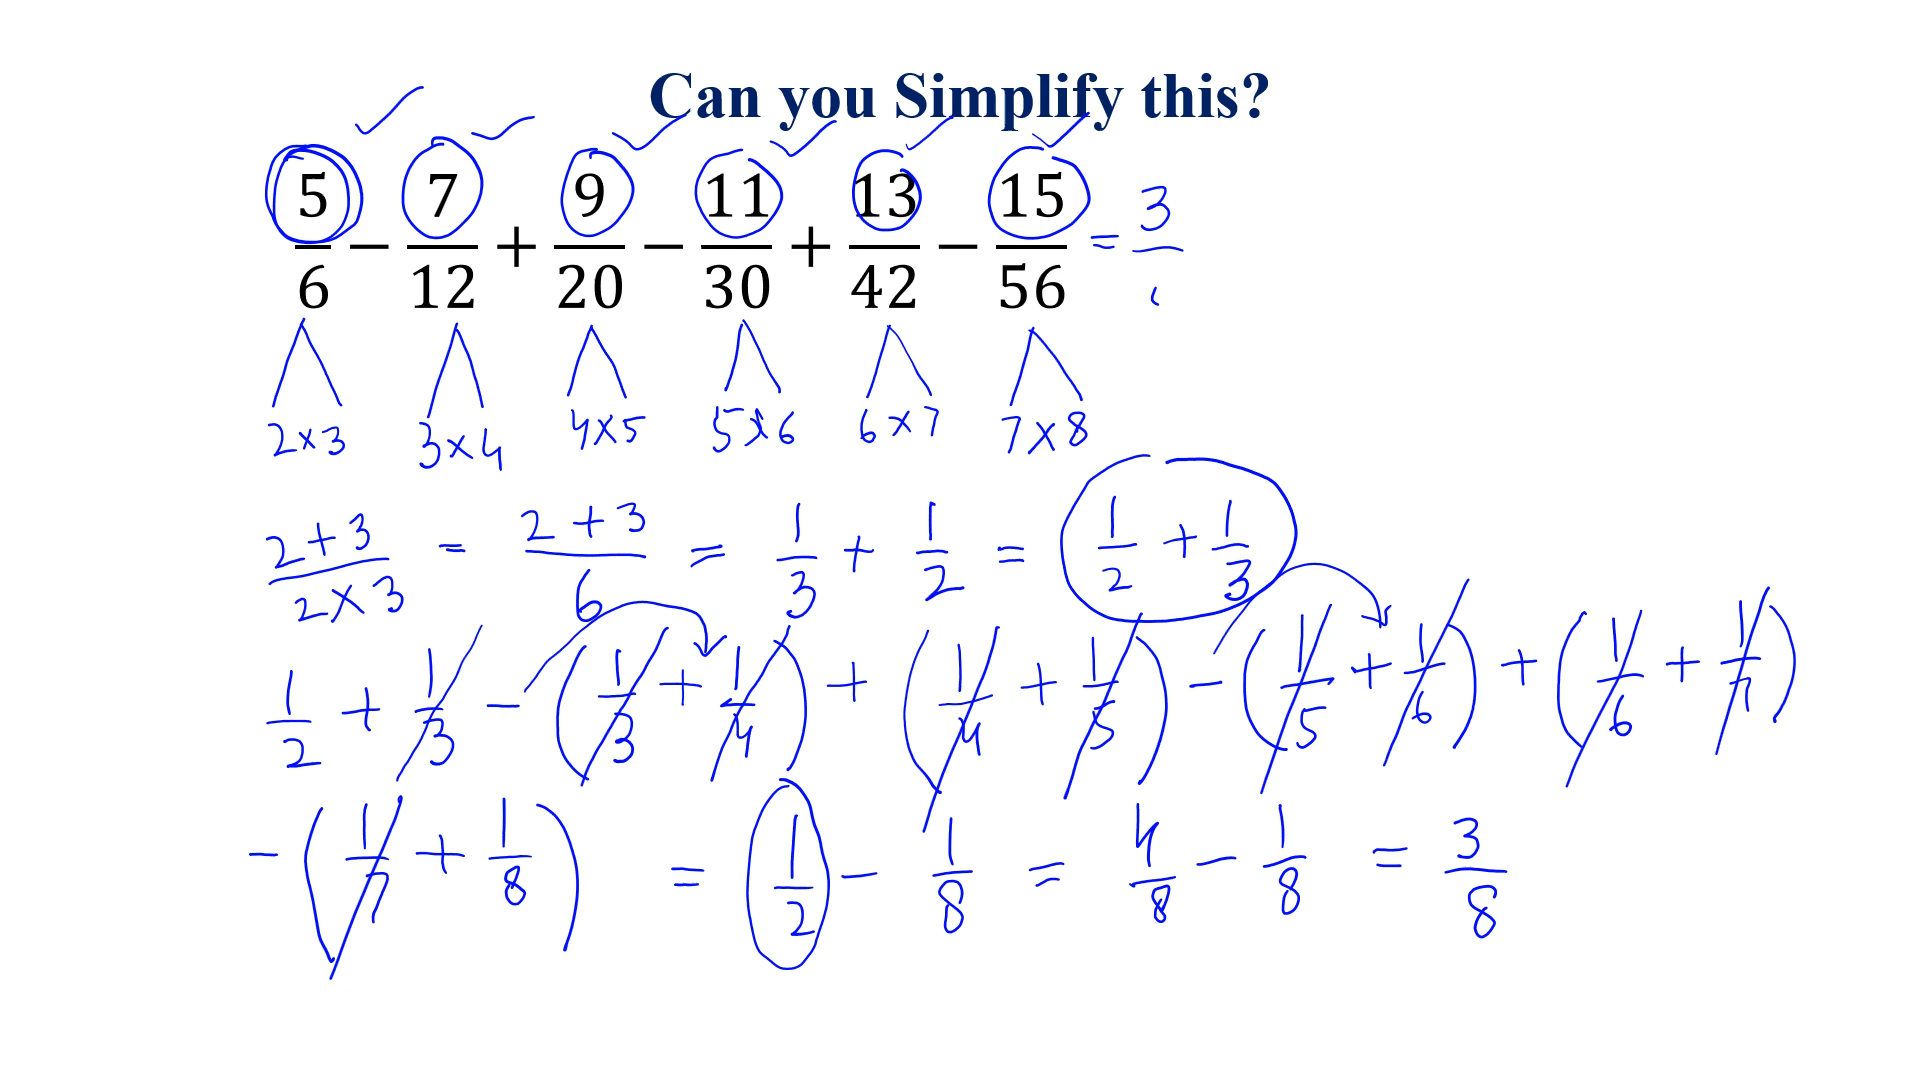 Can you Simplify this?
5/6 − 7/12 + 9/20 − 11/30 + 13/42 − 15/56 = 3/
2×3 3×4 4×5 5×6 6×7 7×8
2+3/2×3 = 2+3/6 = 1/3 + 1/2 = 1/2 + 1/3
1/2 + 1/3 − (1/3 + 1/4) + (1/4 + 1/5) − (1/5 + 1/6) + (1/6 + 1/7)
− (1/7 + 1/8) = 1/2 − 1/8 = 4/8 − 1/8 = 3/8